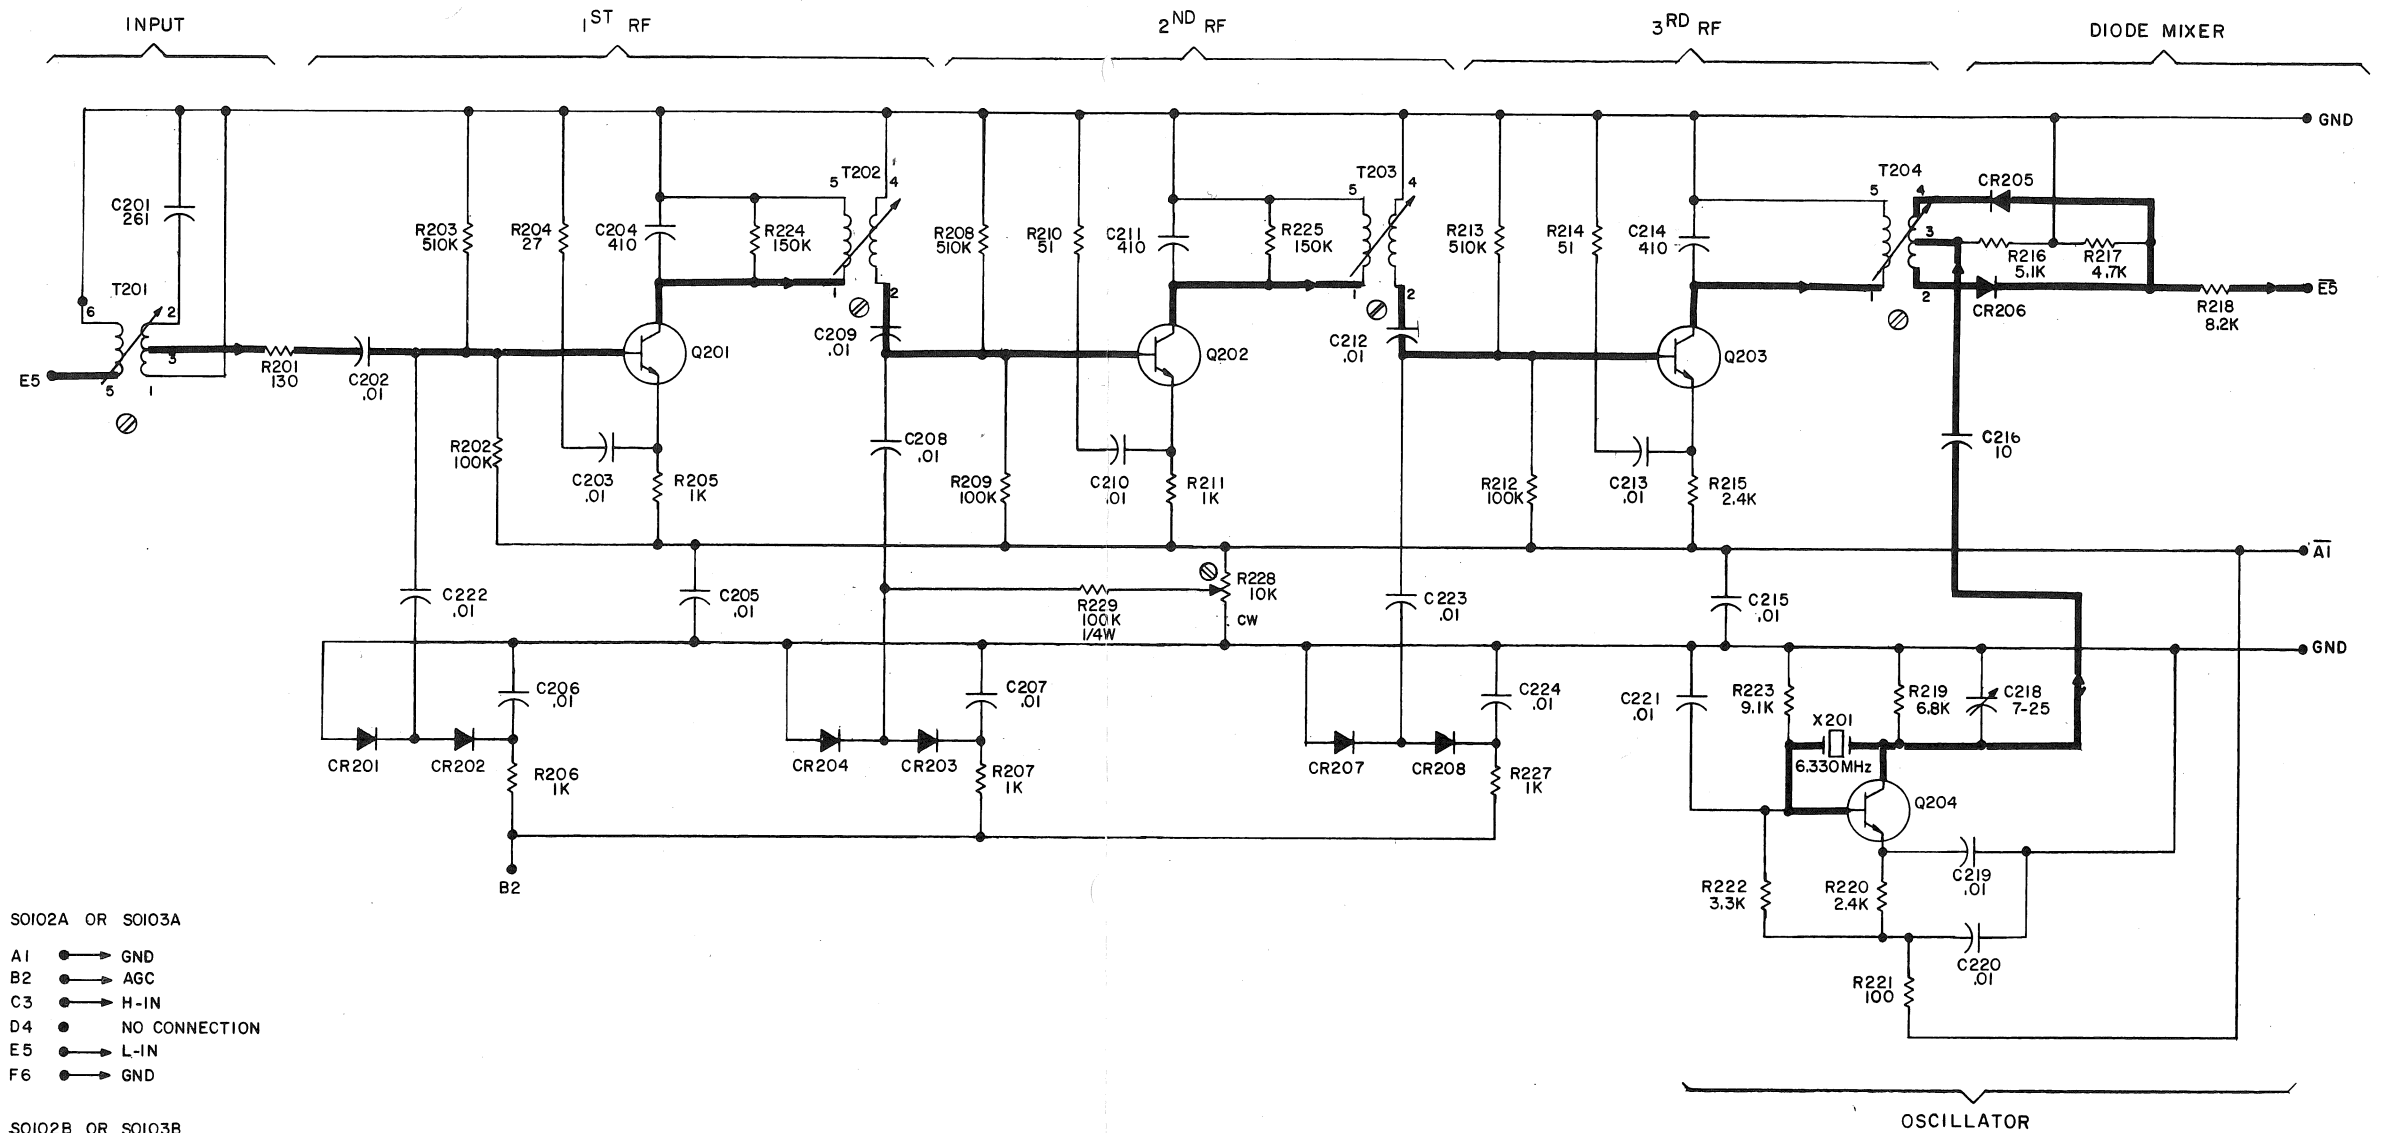 INPUT
1ST RF
2ND RF
3RD RF
DIODE MIXER
GND
C201
261
R203
510K
R204
27
C204
410
R224
150K
5
T202
4
1
2
R208
510K
R210
51
C211
410
R225
150K
5
T203
4
1
2
R213
510K
R214
51
C214
410
5
T204
4
3
1
2
CR205
R216
5.1K
R217
4.7K
CR206
R218
8.2K
E5
T201
6
2
3
5
1
E5
R201
130
C202
.01
Q201
C209
.01
Q202
C212
.01
Q203
R202
100K
C203
.01
R205
1K
C208
.01
R209
100K
C210
.01
R211
1K
R212
100K
C213
.01
R215
2.4K
C216
10
A1
C222
.01
C205
.01
R229
100K
1/4W
R228
10K
CW
C223
.01
C215
.01
GND
C206
.01
C207
.01
C224
.01
C221
.01
R223
9.1K
X201
6.330MHz
R219
6.8K
C218
7-25
CR201
CR202
R206
1K
CR204
CR203
R207
1K
CR207
CR208
R227
1K
Q204
B2
R222
3.3K
R220
2.4K
C219
.01
C220
.01
R221
100
OSCILLATOR
SO102A OR SO103A
A1 GND
B2 AGC
C3 H-IN
D4 NO CONNECTION
E5 L-IN
F6 GND
SO102B OR SO103B